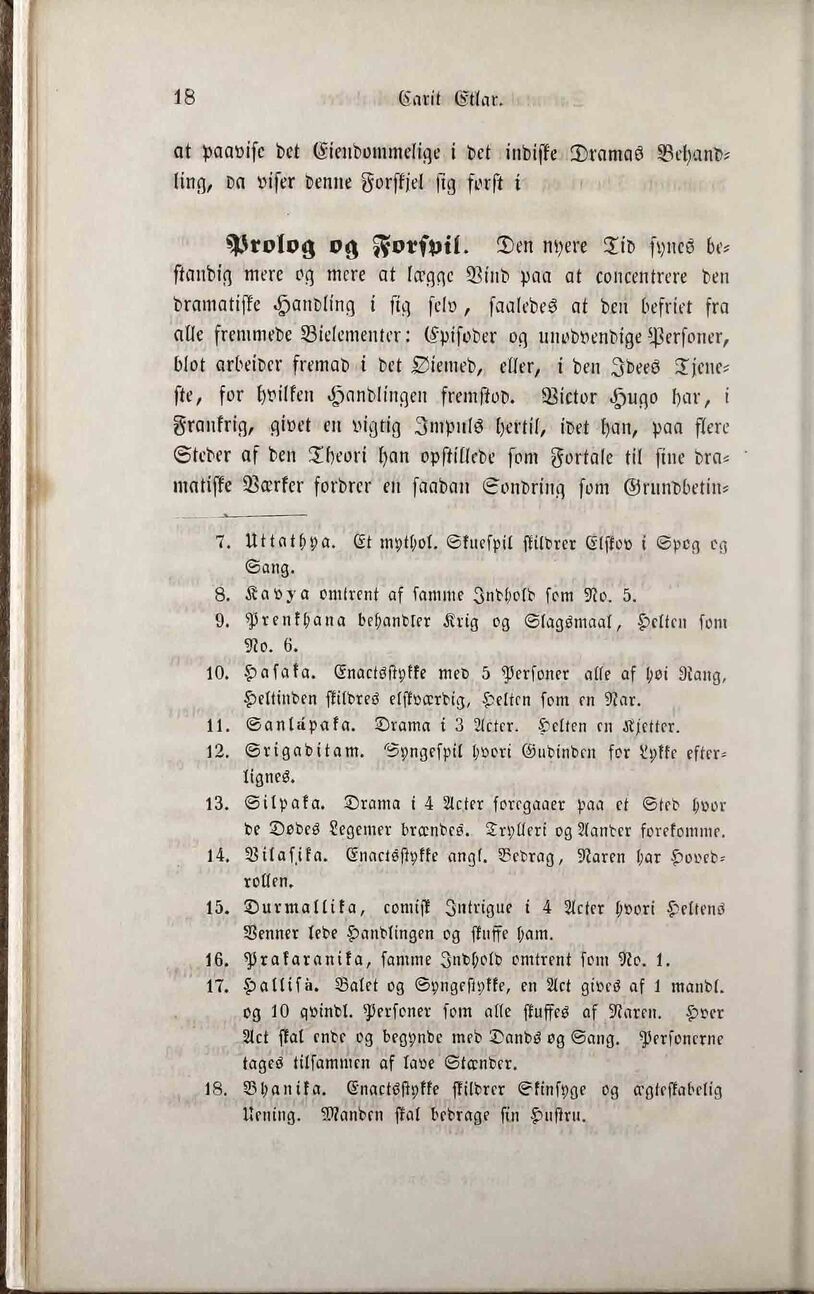 18 Carit Etlar.
at paavise det Eiendommelige i det indiske Dramas Behand-
ling, da viser denne Forskjel sig først i
Prolog og Forspil. Den nyere Tid synes be-
standig mere og mere at lægge Vind paa at concentrere den
dramatiske Handling i sig selv, saaledes at den befriet fra
alle fremmede Bielementer: Episoder og unødvendige Personer,
blot arbeider fremad i det Øiemed, eller, i den Idees Tjene-
ste, for hvilken Handlingen fremstod. Victor Hugo har, i
Frankrig, givet en vigtig Impuls hertil, idet han, paa flere
Steder af den Theori han opstillede som Fortale til sine dra-
matiske Værker fordrer en saadan Sondring som Grundbetin-
7. Uttathya. Et mythol. Skuespil skildrer Elskov i Spøg og
Sang.
8. Kavya omtrent af samme Indhold som No. 5.
9. Prenkhana behandler Krig og Slagsmaal, Helten som
No. 6.
10. Hasaka. Enactsstykke med 5 Personer alle af høi Rang,
Heltinden skildres elskværdig, Helten som en Nar.
11. Sanlápaka. Drama i 3 Acter. Helten en Kjetter.
12. Srigaditam. Syngespil hvori Gudinden for Lykke efter-
lignes.
13. Silpaka. Drama i 4 Acter foregaaer paa et Sted hvor
de Dødes Legemer brændes. Trylleri og Aander forekomme.
14. Vilasika. Enactsstykke angl. Bedrag, Naren har Hoved-
rollen.
15. Durmallika, comisk Intrigue i 4 Acter hvori Heltens
Venner lede Handlingen og skuffe ham.
16. Prakaranika, samme Indhold omtrent som No. 1.
17. Hallisà. Balet og Syngestykke, en Act gives af 1 mandl.
og 10 qvindl. Personer som alle skuffes af Naren. Hver
Act skal ende og begynde med Dands og Sang. Personerne
tages tilsammen af lave Stænder.
18. Bhanika. Enactsstykke skildrer Skinsyge og ægteskabelig
Uening. Manden skal bedrage sin Hustru.